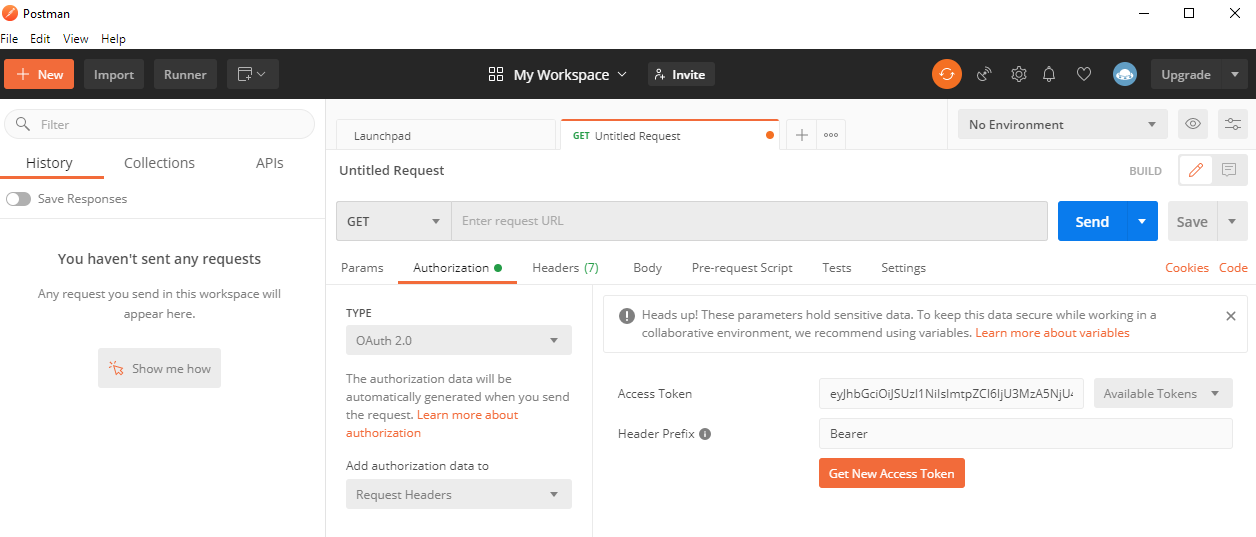 Postman
File Edit View Help
New Import Runner My Workspace Invite Upgrade
Filter
History Collections APIs
Save Responses
You haven't sent any requests
Any request you send in this workspace will
appear here.
Show me how
Launchpad GET Untitled Request No Environment
Untitled Request BUILD
GET Enter request URL Send Save
Params Authorization Headers (7) Body Pre-request Script Tests Settings Cookies Code
TYPE
OAuth 2.0
The authorization data will be
automatically generated when you send
the request. Learn more about
authorization
Add authorization data to
Request Headers
Heads up! These parameters hold sensitive data. To keep this data secure while working in a
collaborative environment, we recommend using variables. Learn more about variables
Access Token Available Tokens
Header Prefix Bearer
Get New Access Token